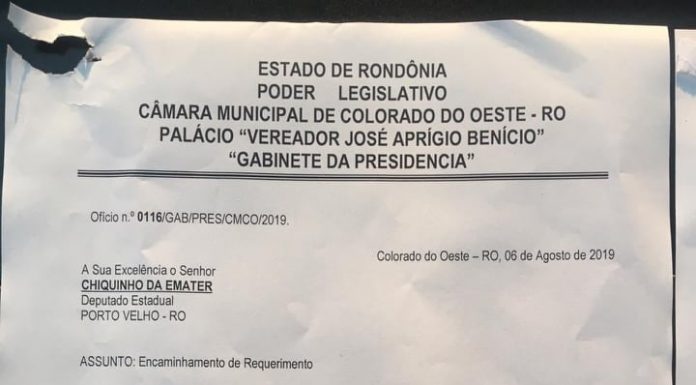 ESTADO DE RONDÔNIA
PODER LEGISLATIVO
CÂMARA MUNICIPAL DE COLORADO DO OESTE - RO
PALÁCIO “VEREADOR JOSÉ APRÍGIO BENÍCIO”
“GABINETE DA PRESIDENCIA”
Ofício n.º 0116/GAB/PRES/CMCO/2019.
Colorado do Oeste – RO, 06 de Agosto de 2019
A Sua Excelência o Senhor
CHIQUINHO DA EMATER
Deputado Estadual
PORTO VELHO - RO
ASSUNTO: Encaminhamento de Requerimento